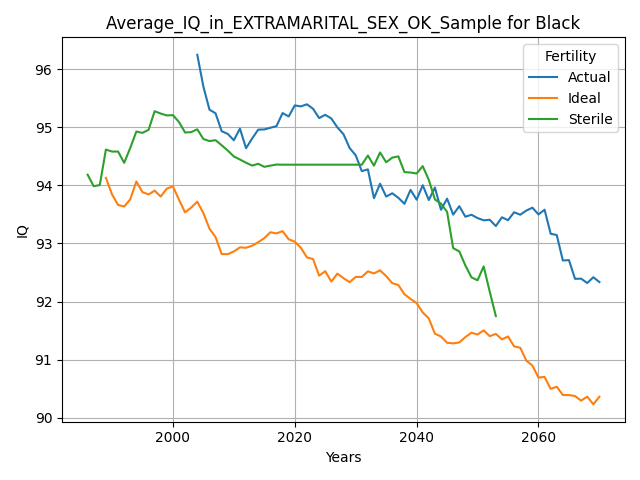 Average_IQ_in_EXTRAMARITAL_SEX_OK_Sample for Black
Fertility
Actual
Ideal
Sterile
IQ
96
95
94
93
92
91
90
2000
2020
2040
2060
Years